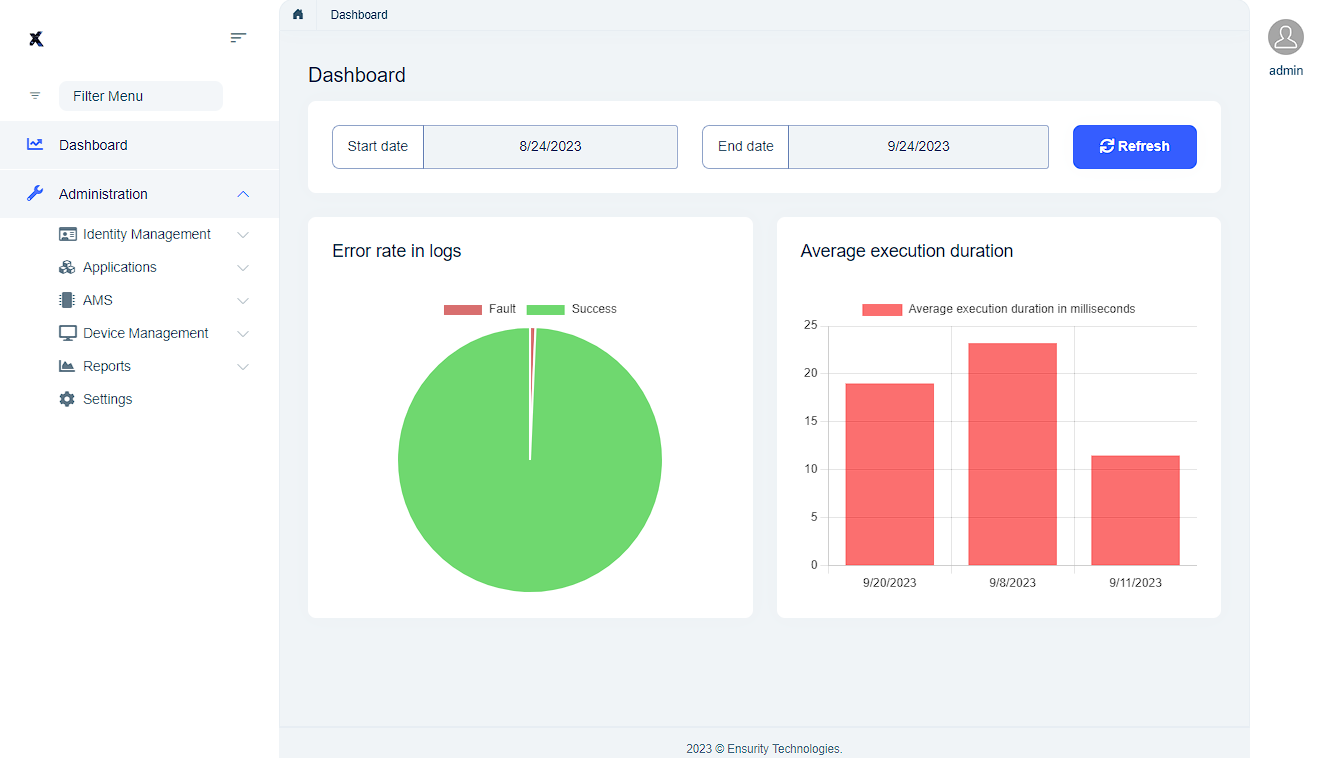 Dashboard
admin
Filter Menu
Dashboard
Administration
Identity Management
Applications
AMS
Device Management
Reports
Settings
Dashboard
Start date
8/24/2023
End date
9/24/2023
Refresh
Error rate in logs
Fault
Success
Average execution duration
Average execution duration in milliseconds
25
20
15
10
5
0
9/20/2023
9/8/2023
9/11/2023
2023 © Ensurity Technologies.